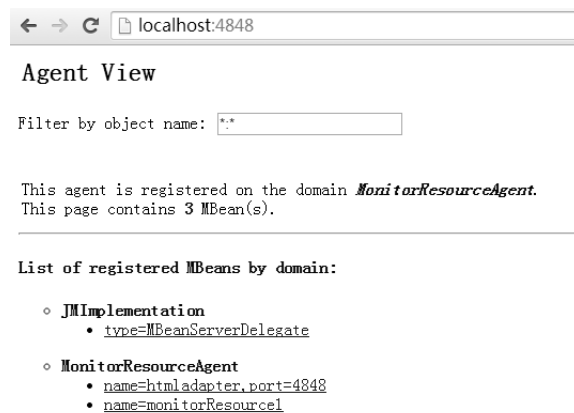 localhost:4848
Agent View
Filter by object name: *:*
This agent is registered on the domain MonitorResourceAgent.
This page contains 3 MBean(s).
List of registered MBeans by domain:
JMImplementation
type=MBeanServerDelegate
MonitorResourceAgent
name=htmladapter,port=4848
name=monitorResource1